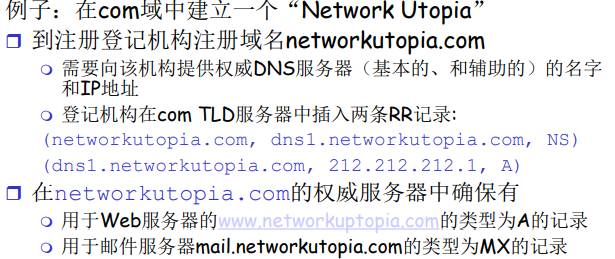 例子：在com域中建立一个“Network Utopia”
到注册登记机构注册域名networkutopia.com
需要向该机构提供权威DNS服务器（基本的、和辅助的）的名字
和IP地址
登记机构在com TLD服务器中插入两条RR记录:
(networkutopia.com, dns1.networkutopia.com, NS)
(dns1.networkutopia.com, 212.212.212.1, A)
在networkutopia.com的权威服务器中确保有
用于Web服务器的www.networkuptopia.com的类型为A的记录
用于邮件服务器mail.networkutopia.com的类型为MX的记录